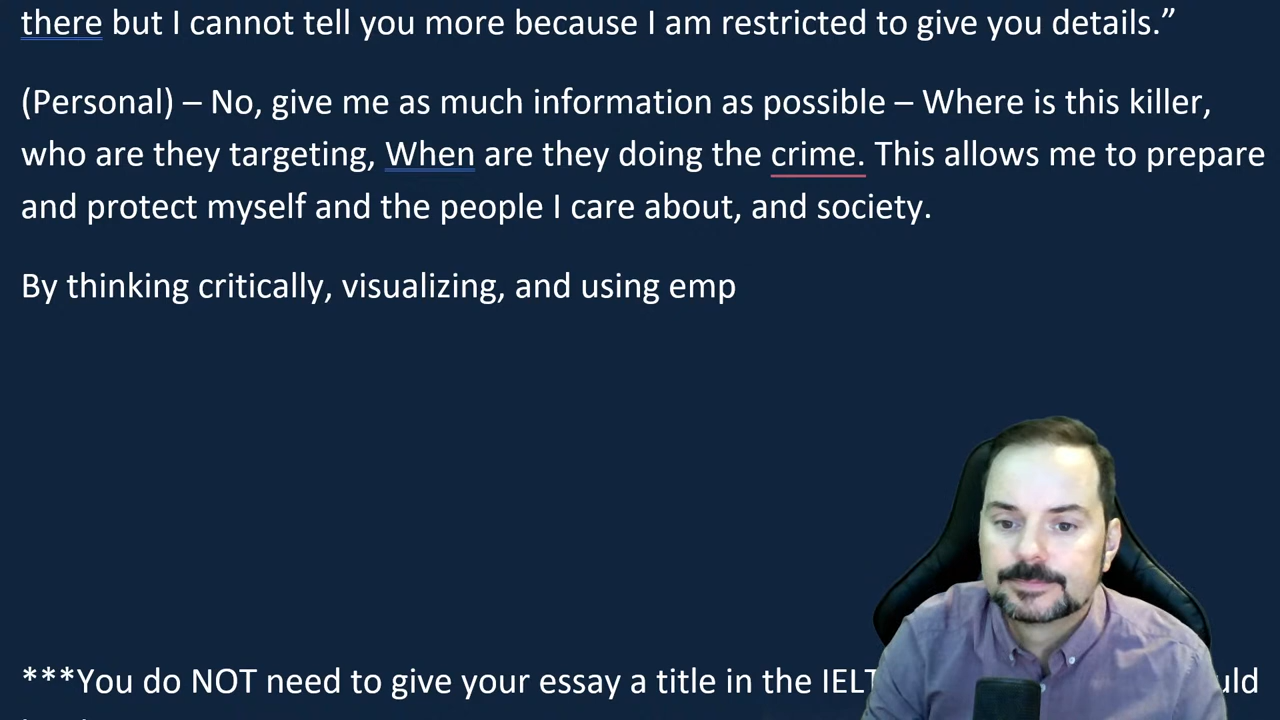 there but I cannot tell you more because I am restricted to give you details.”
(Personal) – No, give me as much information as possible – Where is this killer,
who are they targeting, When are they doing the crime. This allows me to prepare
and protect myself and the people I care about, and society.
By thinking critically, visualizing, and using emp
***You do NOT need to give your essay a title in the